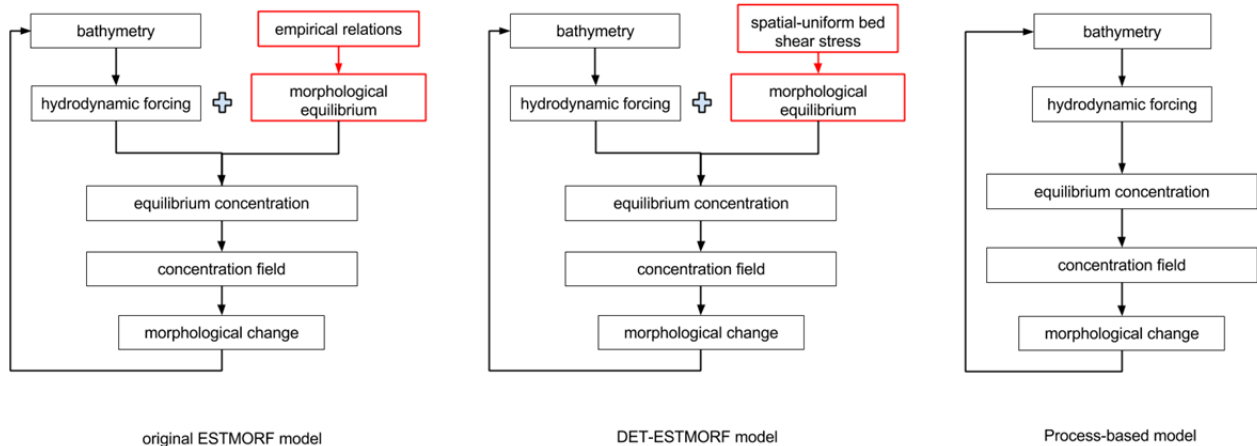 bathymetry
empirical relations
hydrodynamic forcing
morphological
equilibrium
equilibrium concentration
concentration field
morphological change
original ESTMORF model
bathymetry
spatial-uniform bed
shear stress
hydrodynamic forcing
morphological
equilibrium
equilibrium concentration
concentration field
morphological change
DET-ESTMORF model
bathymetry
hydrodynamic forcing
equilibrium concentration
concentration field
morphological change
Process-based model